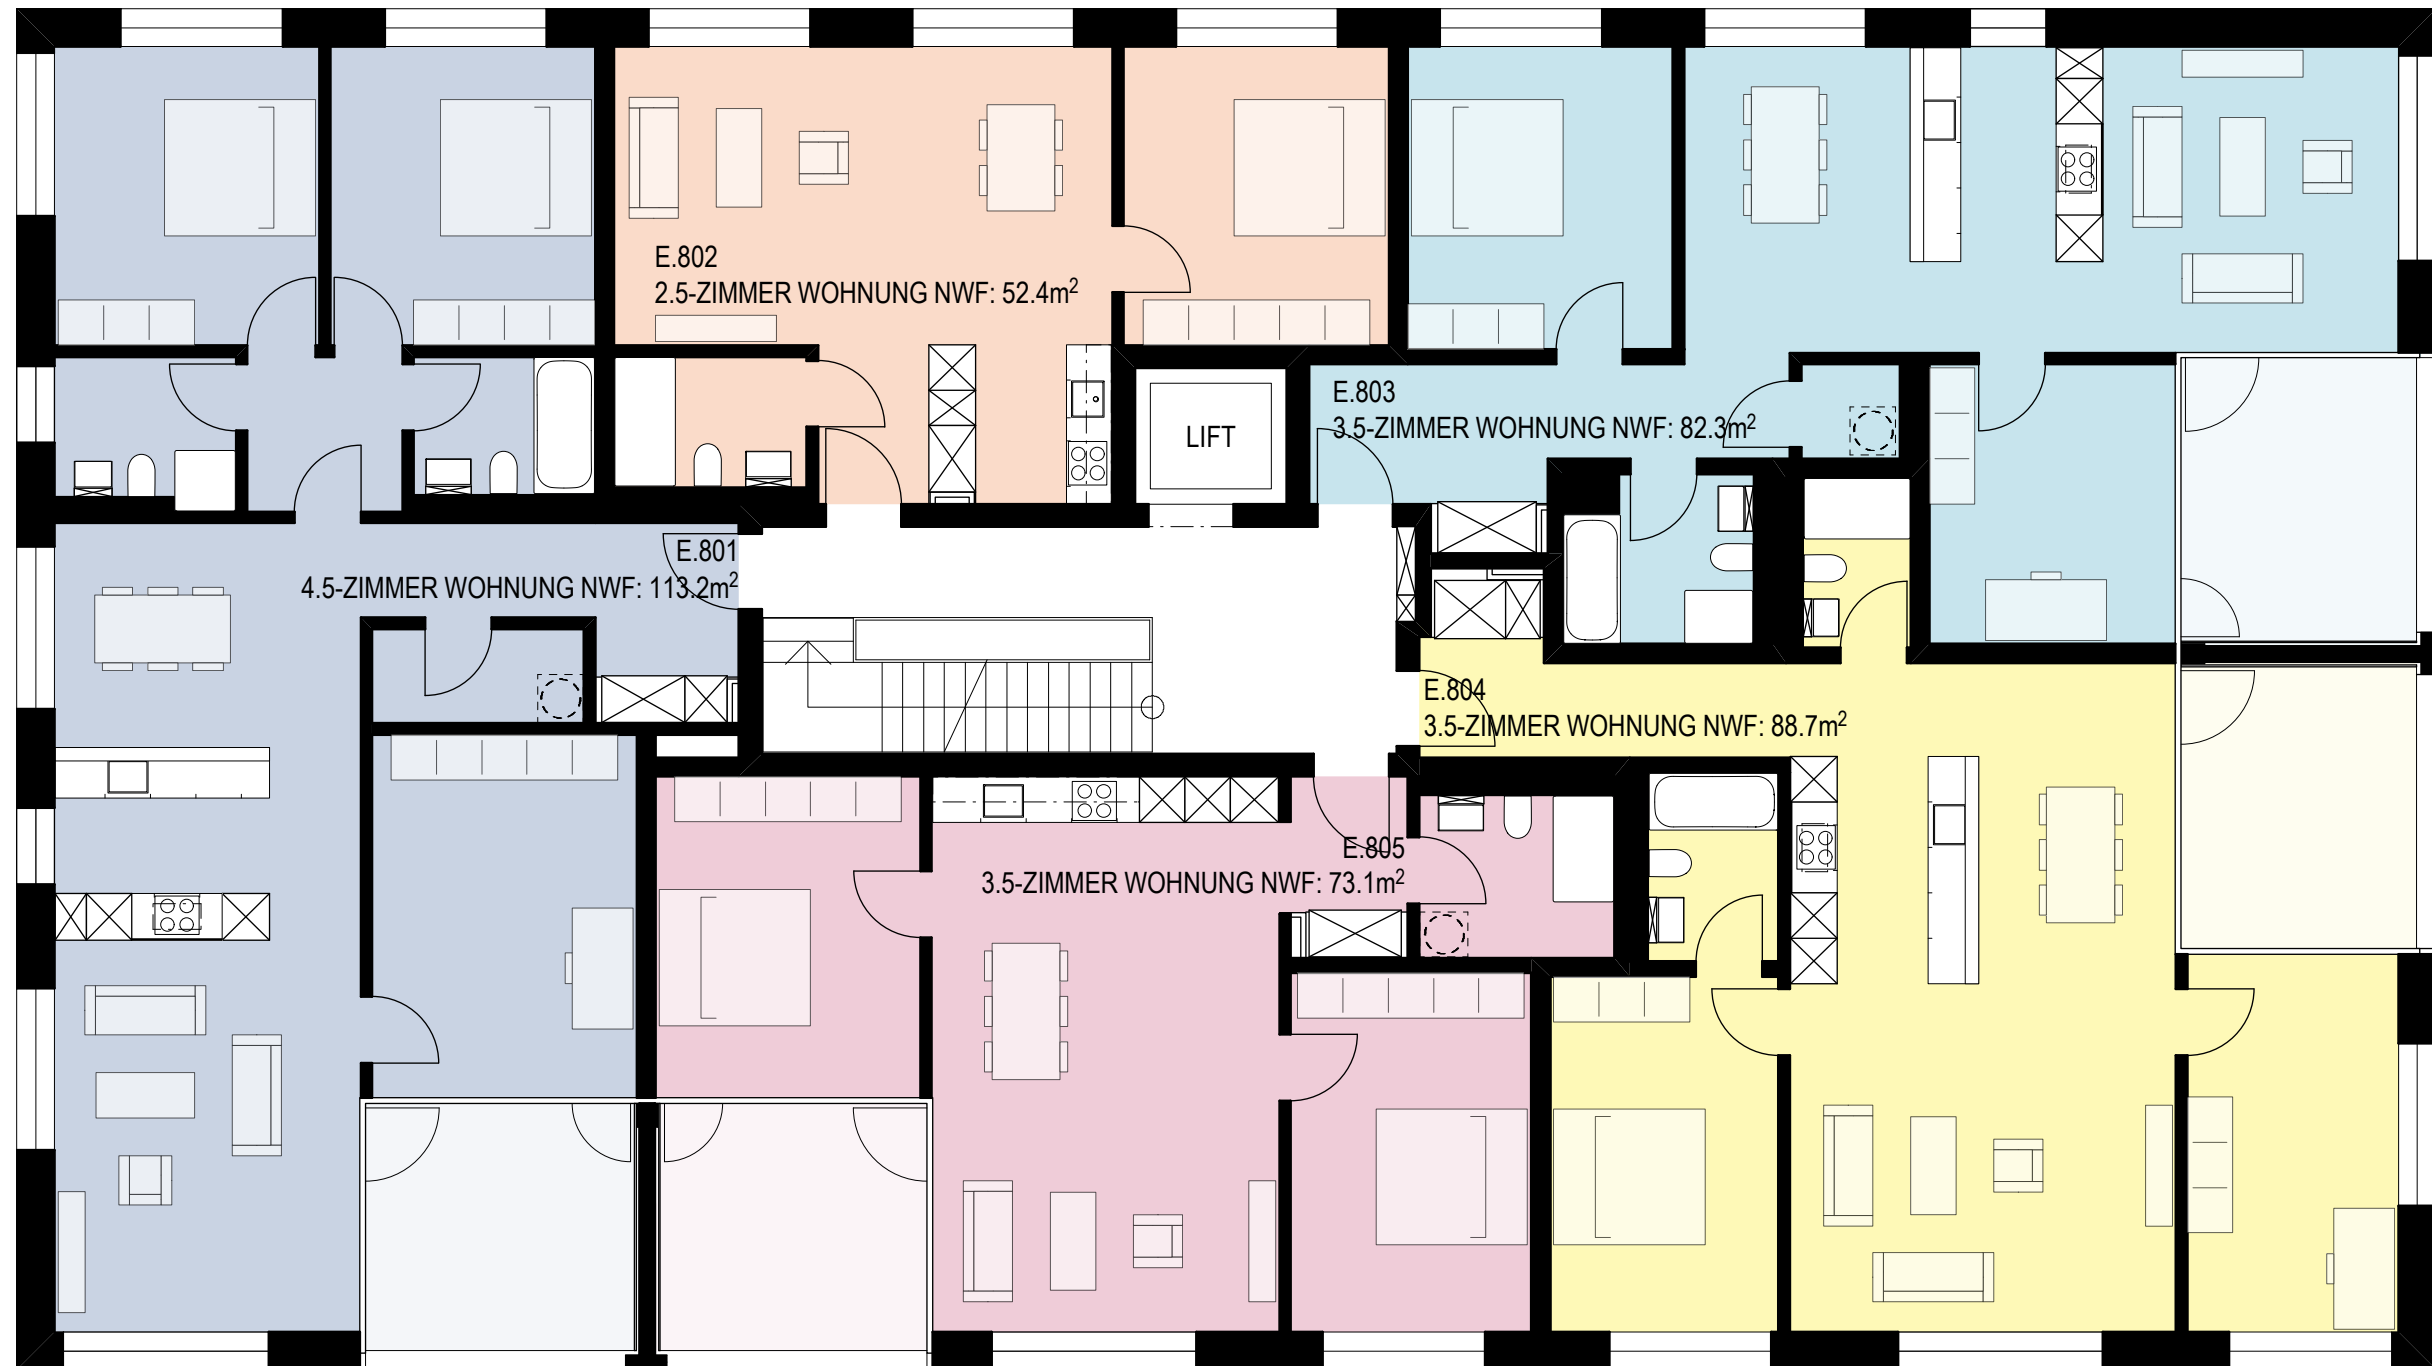 E.802
2.5-ZIMMER WOHNUNG NWF: 52.4m²
E.803
3.5-ZIMMER WOHNUNG NWF: 82.3m²
LIFT
E.801
4.5-ZIMMER WOHNUNG NWF: 113.2m²
E.804
3.5-ZIMMER WOHNUNG NWF: 88.7m²
E.805
3.5-ZIMMER WOHNUNG NWF: 73.1m²